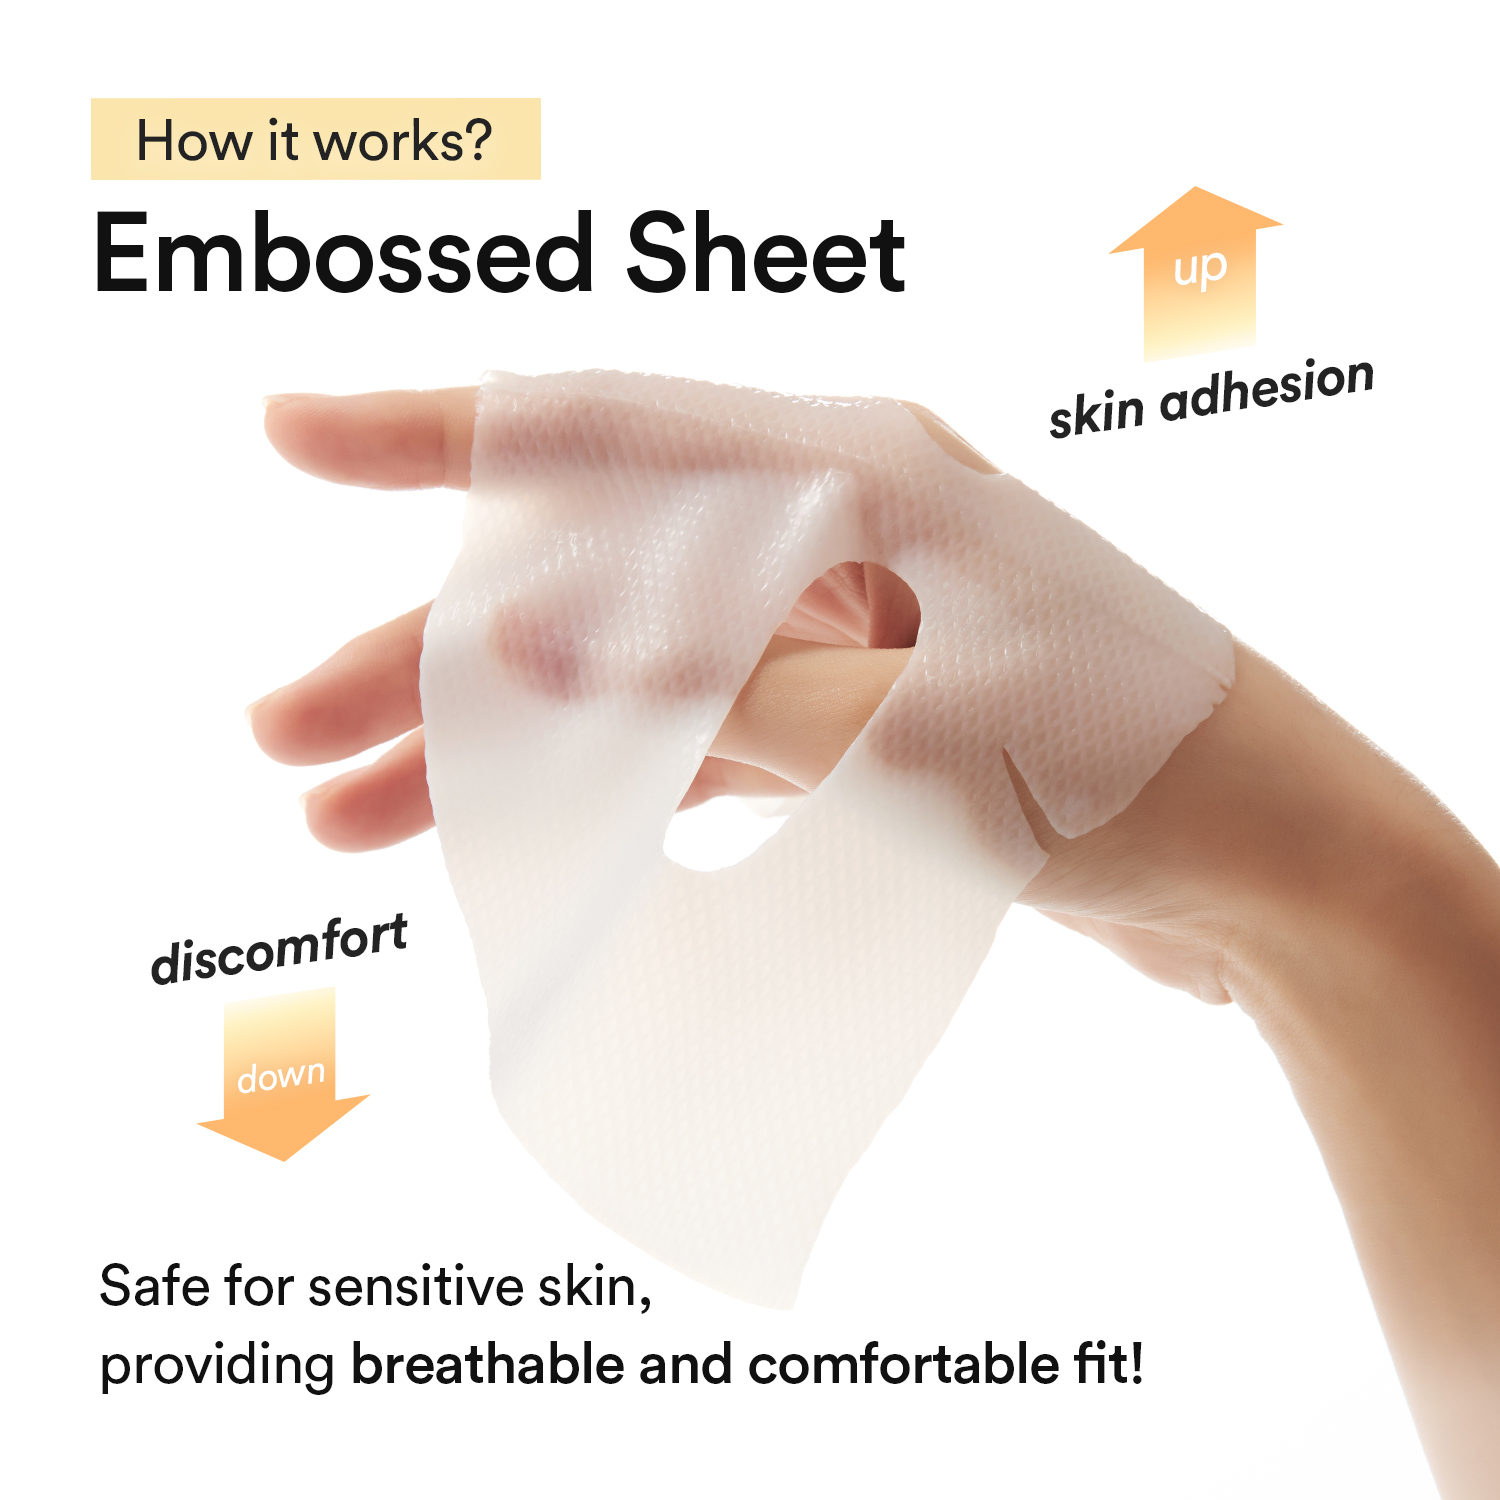 How it works?
Embossed Sheet
up
skin adhesion
discomfort
down
Safe for sensitive skin,
providing breathable and comfortable fit!